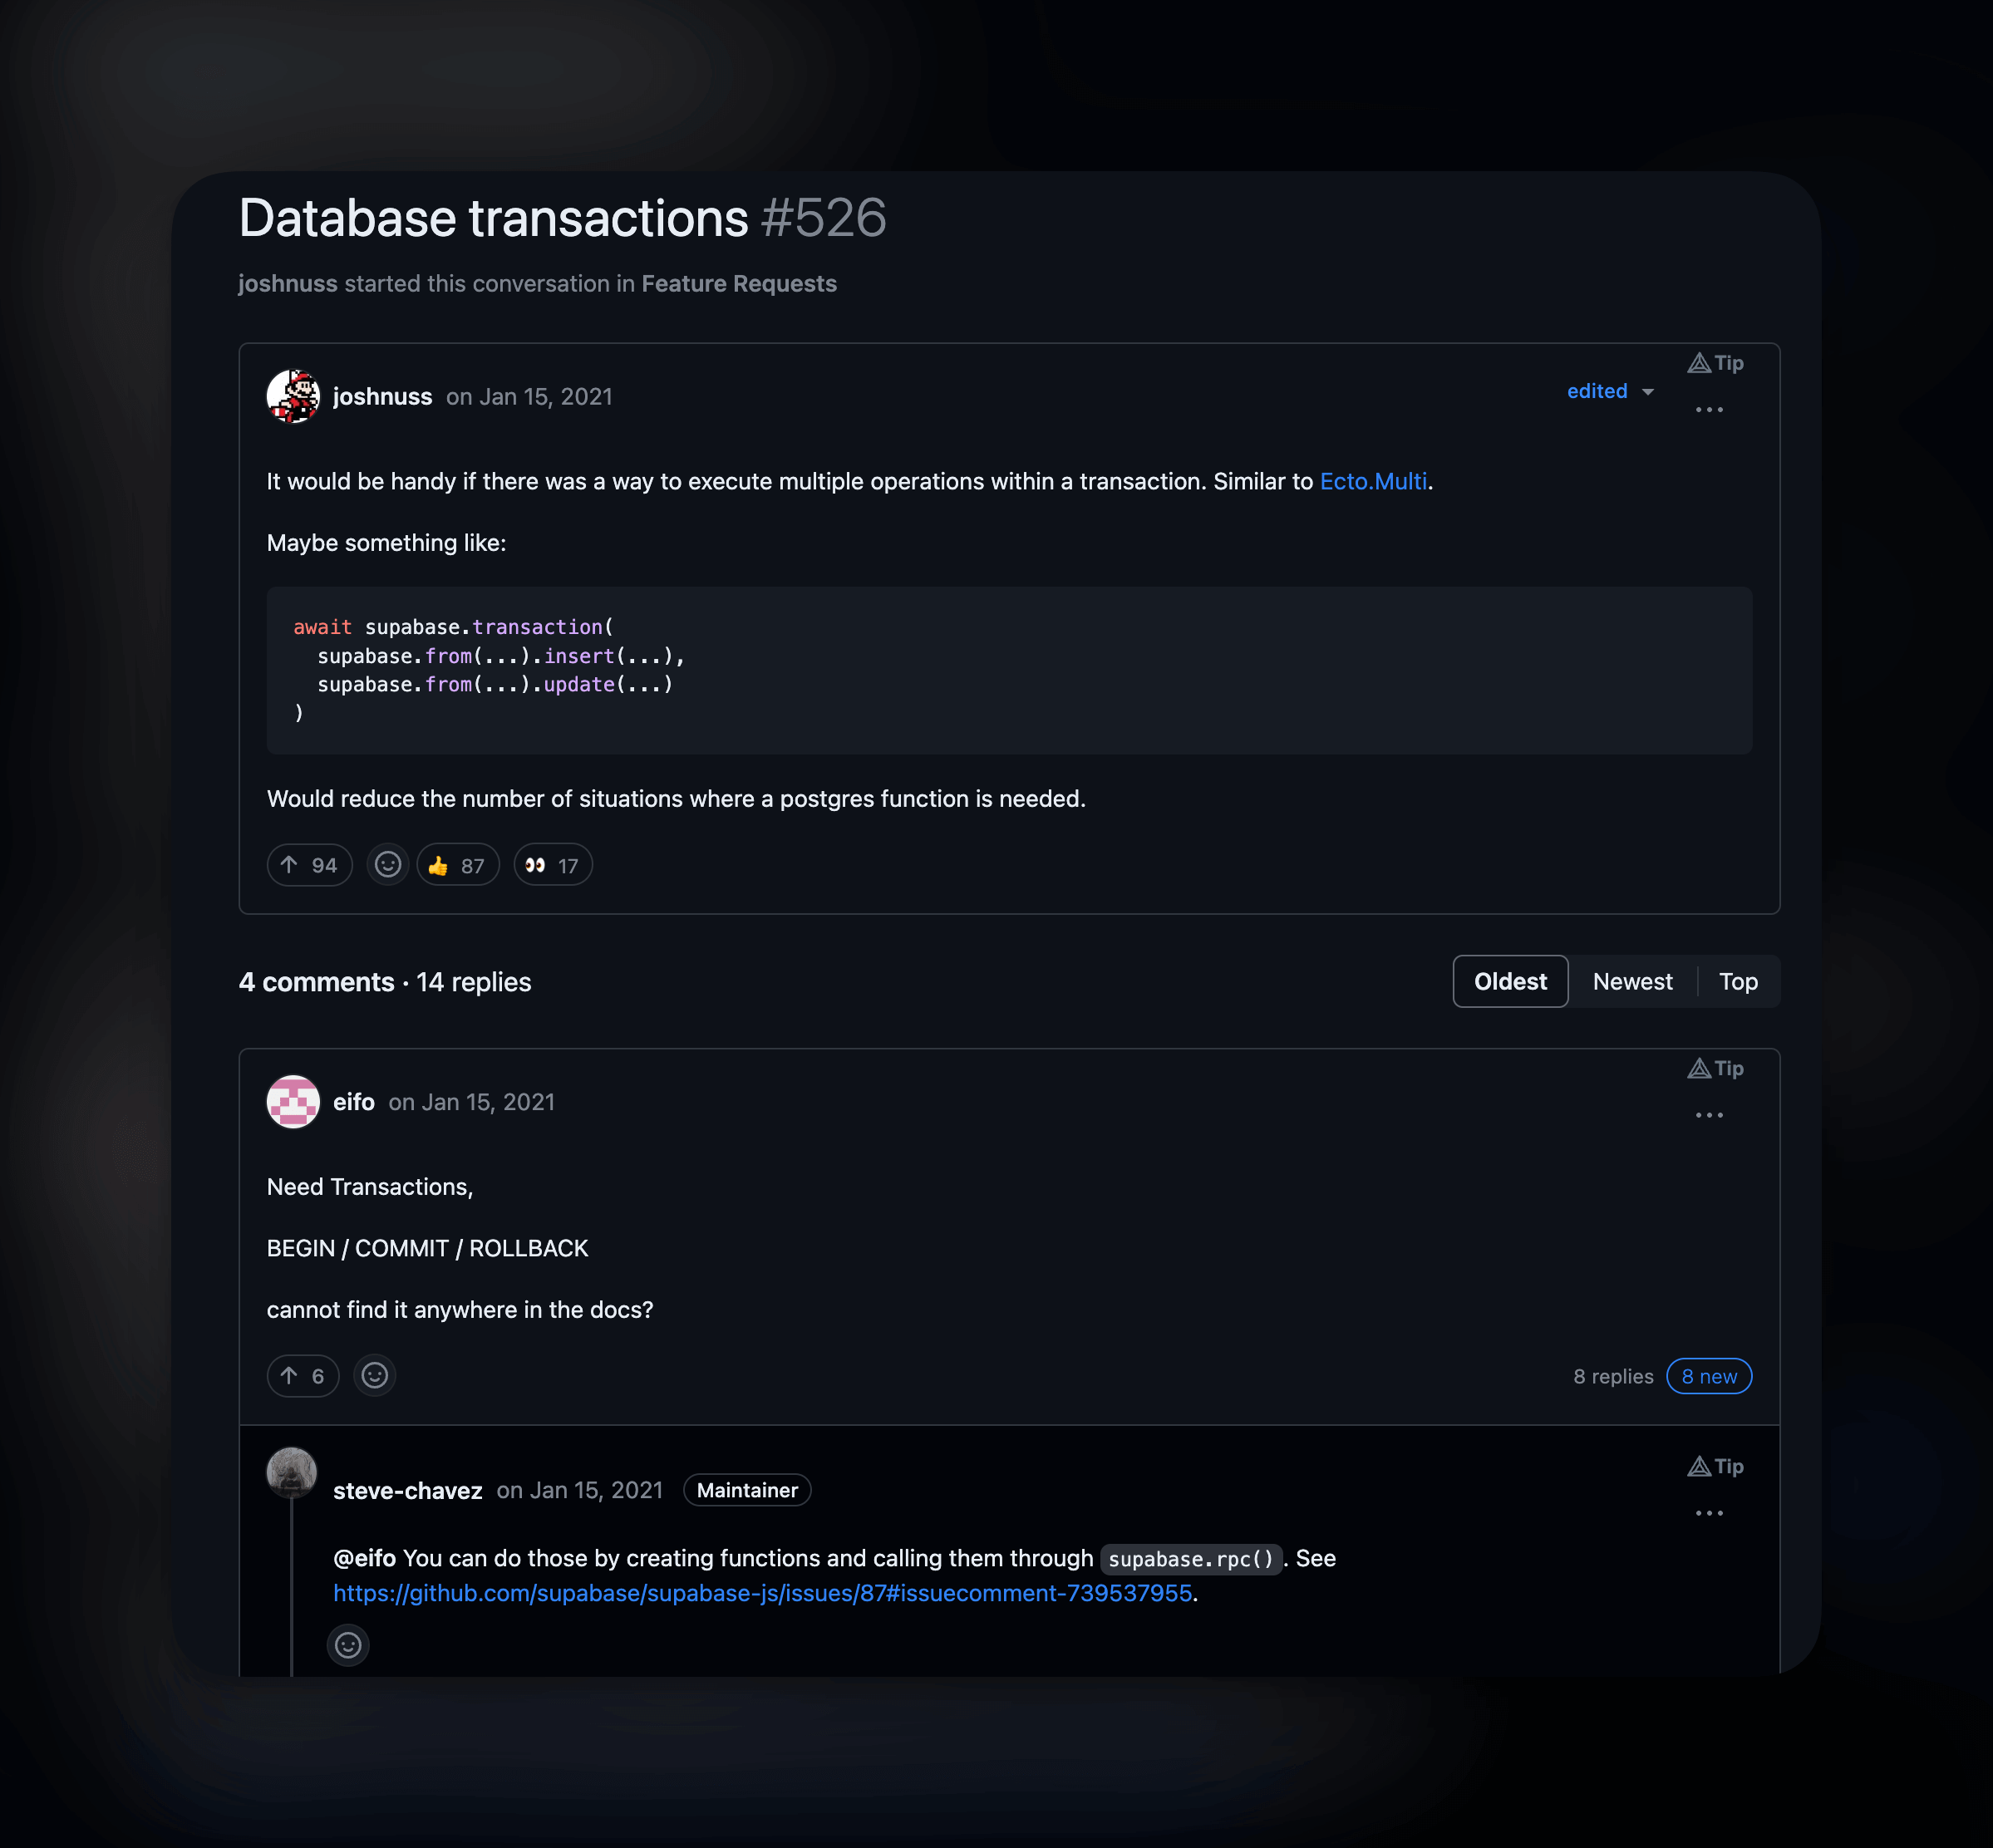 Database transactions #526
joshnuss started this conversation in Feature Requests
joshnuss on Jan 15, 2021
edited
Tip
It would be handy if there was a way to execute multiple operations within a transaction. Similar to Ecto.Multi.
Maybe something like:
await supabase.transaction(
  supabase.from(...).insert(...),
  supabase.from(...).update(...)
)
Would reduce the number of situations where a postgres function is needed.
94 👍 87 👀 17
4 comments · 14 replies
Oldest Newest Top
eifo on Jan 15, 2021
Tip
Need Transactions,
BEGIN / COMMIT / ROLLBACK
cannot find it anywhere in the docs?
6
8 replies 8 new
steve-chavez on Jan 15, 2021 Maintainer
Tip
@eifo You can do those by creating functions and calling them through supabase.rpc(). See
https://github.com/supabase/supabase-js/issues/87#issuecomment-739537955.